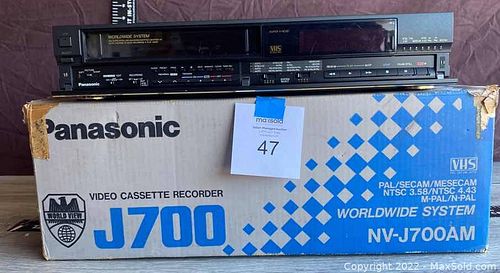 WORLDWIDE SYSTEM
SUPER 4-HEAD
VHS
Panasonic
Panasonic
maxsold
47
VHS
PAL/SECAM/MESECAM
NTSC 3.58/NTSC 4.43
M-PAL/N-PAL
VIDEO CASSETTE RECORDER
WORLD VIEW
J700
WORLDWIDE SYSTEM
NV-J700AM
Copyright 2022 - MaxSold.com